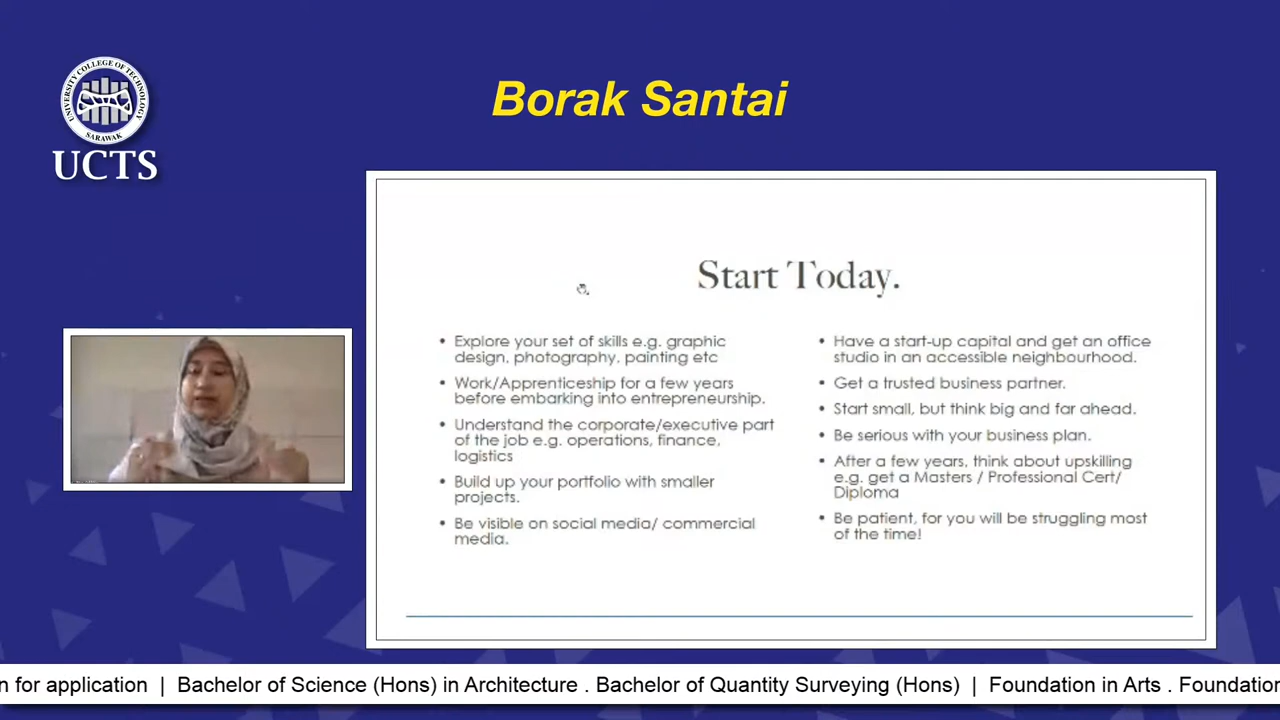 UNIVERSITY COLLEGE OF TECHNOLOGY
SARAWAK
UCTS
Borak Santai
Start Today.
• Explore your set of skills e.g. graphic
design, photography, painting etc
• Work/Apprenticeship for a few years
before embarking into entrepreneurship.
• Understand the corporate/executive part
of the job e.g. operations, finance,
logistics
• Build up your portfolio with smaller
projects.
• Be visible on social media/ commercial
media.
• Have a start-up capital and get an office
studio in an accessible neighbourhood.
• Get a trusted business partner.
• Start small, but think big and far ahead.
• Be serious with your business plan.
• After a few years, think about upskilling
e.g. get a Masters / Professional Cert/
Diploma
• Be patient, for you will be struggling most
of the time!
n for application | Bachelor of Science (Hons) in Architecture . Bachelor of Quantity Surveying (Hons) | Foundation in Arts . Foundation